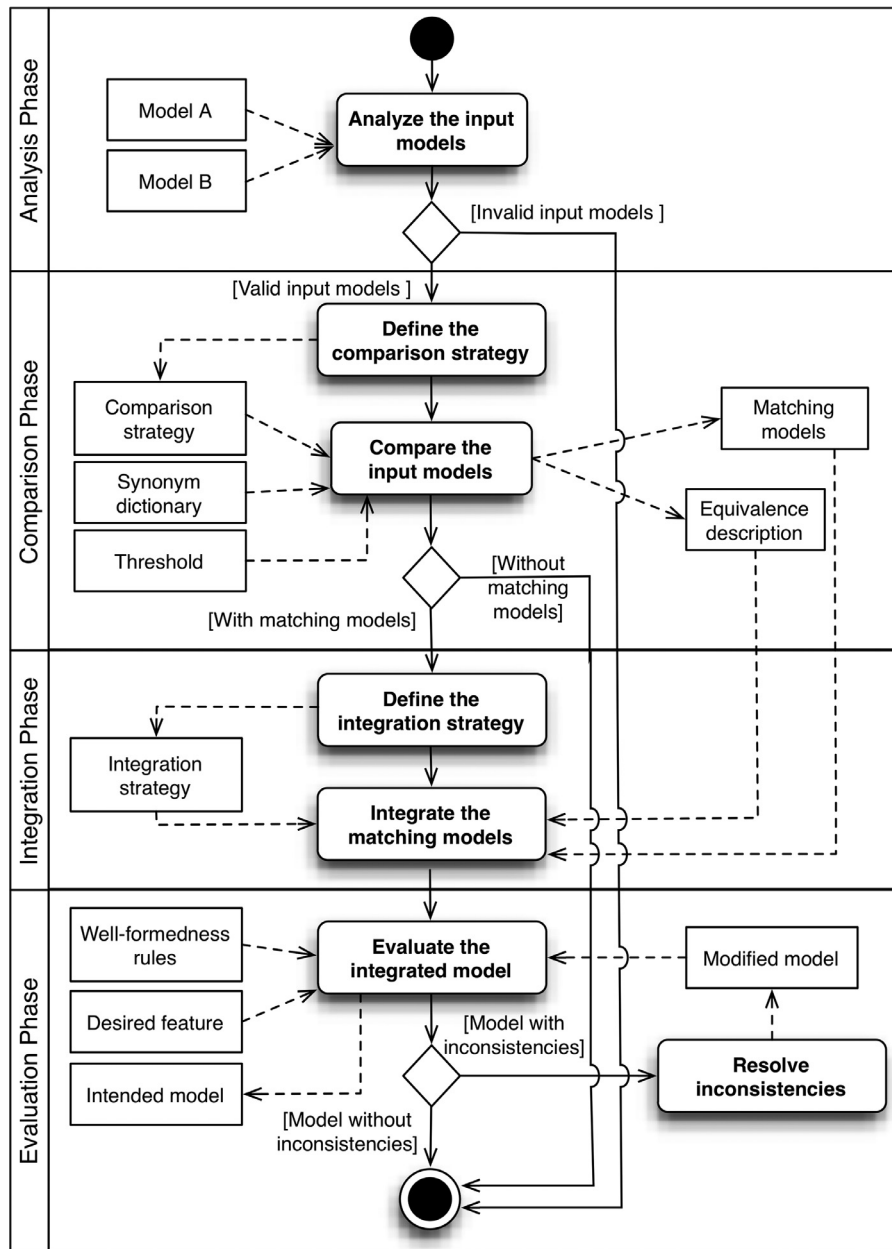 Analysis Phase
Model A
Model B
Analyze the input
models
[Invalid input models ]
Comparison Phase
[Valid input models ]
Define the
comparison strategy
Comparison
strategy
Compare the
input models
Matching
models
Synonym
dictionary
Equivalence
description
Threshold
[Without
matching
models]
[With matching models]
Integration Phase
Define the
integration strategy
Integration
strategy
Integrate the
matching models
Evaluation Phase
Well-formedness
rules
Evaluate the
integrated model
Modified model
Desired feature
[Model with
inconsistencies]
Resolve
inconsistencies
Intended model
[Model without
inconsistencies]